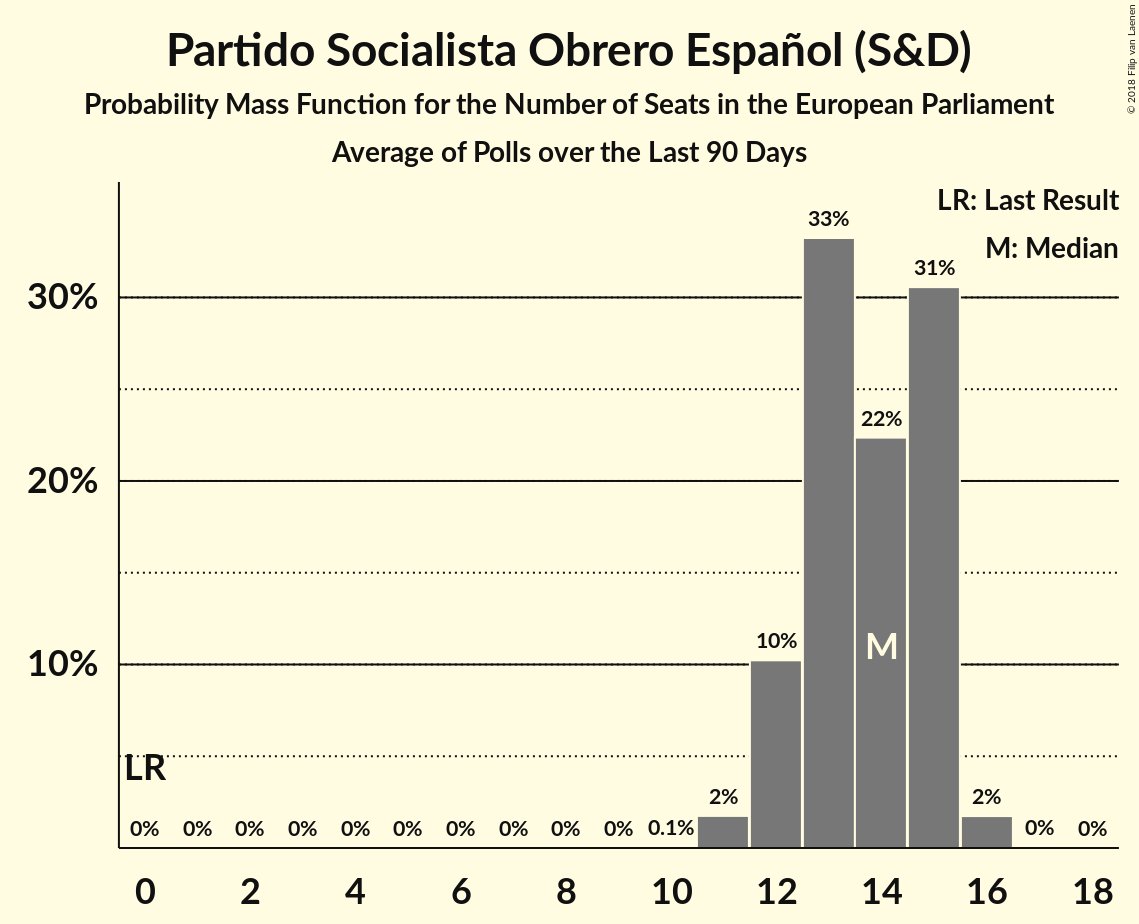 Partido Socialista Obrero Español (S&D)
Probability Mass Function for the Number of Seats in the European Parliament
Average of Polls over the Last 90 Days
© 2018 Filip van Laenen
LR: Last Result
M: Median
33%
31%
30%
22%
20%
10%
M
10%
LR
2%
2%
0% 0% 0% 0% 0% 0% 0% 0% 0% 0% 0.1% 0% 0%
0 2 4 6 8 10 12 14 16 18